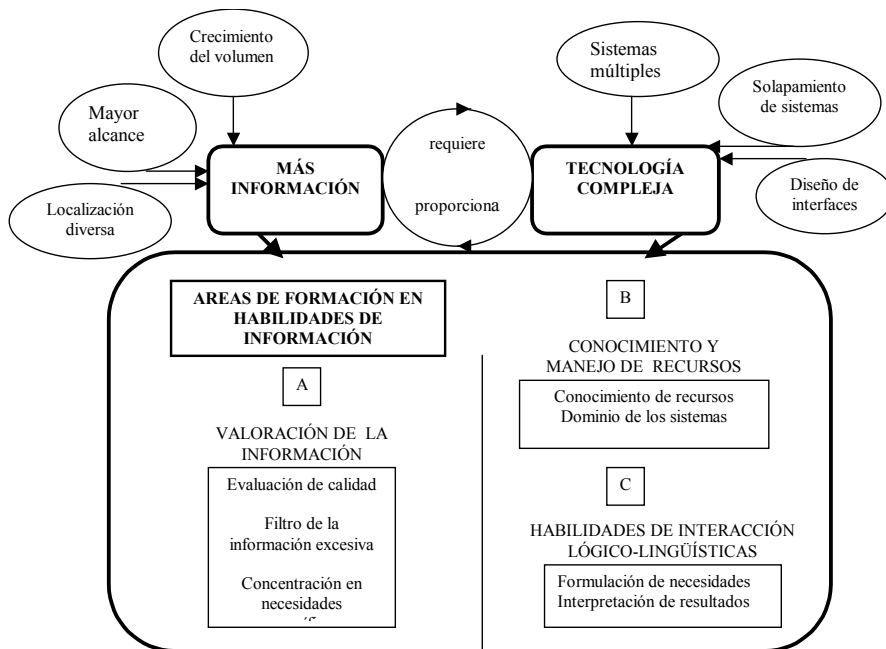 Crecimiento
del volumen
Sistemas
múltiples
Mayor
alcance
Solapamiento
de sistemas
MÁS
INFORMACIÓN
requiere
proporciona
TECNOLOGÍA
COMPLEJA
Localización
diversa
Diseño de
interfaces
AREAS DE FORMACIÓN EN
HABILIDADES DE
INFORMACIÓN
A
VALORACIÓN DE LA
INFORMACIÓN
Evaluación de calidad
Filtro de la
información excesiva
Concentración en
necesidades
B
CONOCIMIENTO Y
MANEJO DE RECURSOS
Conocimiento de recursos
Dominio de los sistemas
C
HABILIDADES DE INTERACCIÓN
LÓGICO-LINGÜÍSTICAS
Formulación de necesidades
Interpretación de resultados